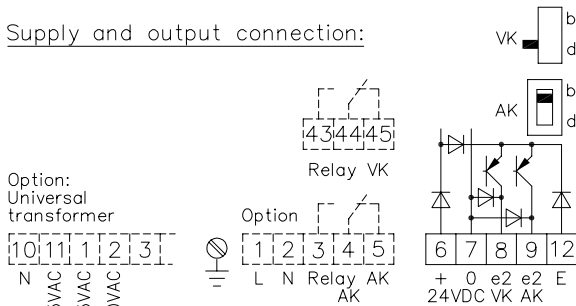 Supply and output connection:
VK
b
d
AK
b
d
43 44 45
Relay VK
Option:
Universal
transformer
Option
10 11 1 2 3
1 2 3 4 5
6 7 8 9 12
N
L N Relay AK
AK
+ 0 e2 e2 E
24VDC VK AK